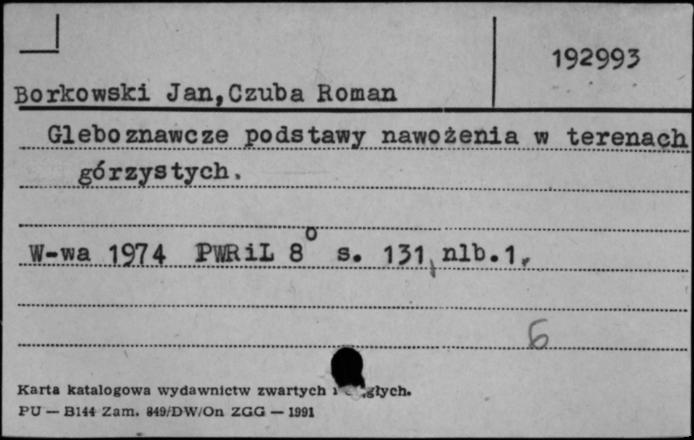 192993
Borkowski Jan, Czuba Roman
Gleboznawcze podstawy nawożenia w terenach
górzystych.
W-wa 1974 PWRiL 8° s. 131, nlb.1,
6
Karta katalogowa wydawnictw zwartych i
PU — B144 Zam. 849/DW/On ZGG — 1991